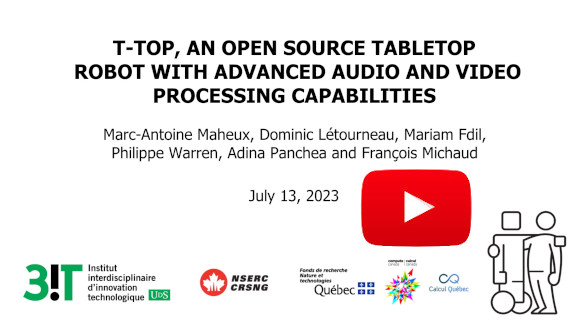 T-TOP, AN OPEN SOURCE TABLETOP
ROBOT WITH ADVANCED AUDIO AND VIDEO
PROCESSING CAPABILITIES
Marc-Antoine Maheux, Dominic Létourneau, Mariam Fdil,
Philippe Warren, Adina Panchea and François Michaud
July 13, 2023
3!T
Institut
interdisciplinaire
d'innovation
technologique UdS
NSERC
CRSNG
Fonds de recherche
Nature et
technologies
Québec
compute • calcul
canada canada
Calcul Québec